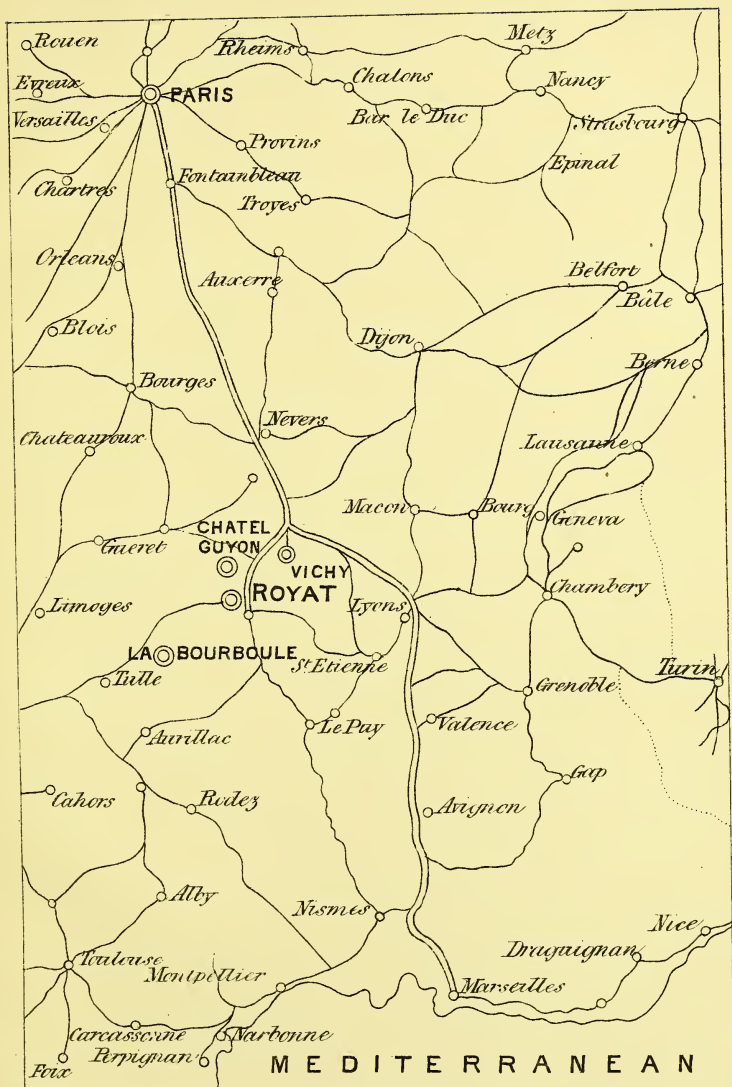 Rouen
Rheims
Metz
Evreux
PARIS
Chalons
Nancy
Versailles
Bar le Duc
Strasbourg
Provins
Epinal
Chartres
Fontainbleau
Troyes
Orleans
Auxerre
Belfort
Bâle
Blois
Dijon
Berne
Bourges
Nevers
Chateauroux
Lausanne
Macon
Bourg
Geneva
CHATEL
GUYON
Gueret
VICHY
ROYAT
Chambery
Limoges
Lyons
LA BOURBOULE
St. Etienne
Turin
Tulle
Grenoble
Le Puy
Valence
Aurillac
Gap
Cahors
Rodez
Avignon
Alby
Nismes
Nice
Draguignan
Toulouse
Montpellier
Marseilles
Carcassonne
Narbonne
Perpignan
Foix
MEDITERRANEAN